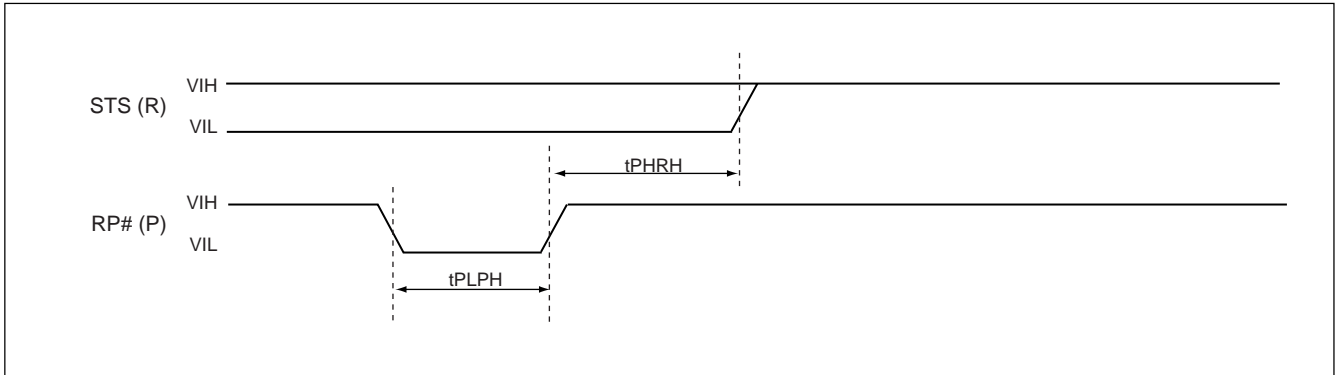 VIH
STS (R)
VIL
tPHRH
VIH
RP# (P)
VIL
tPLPH